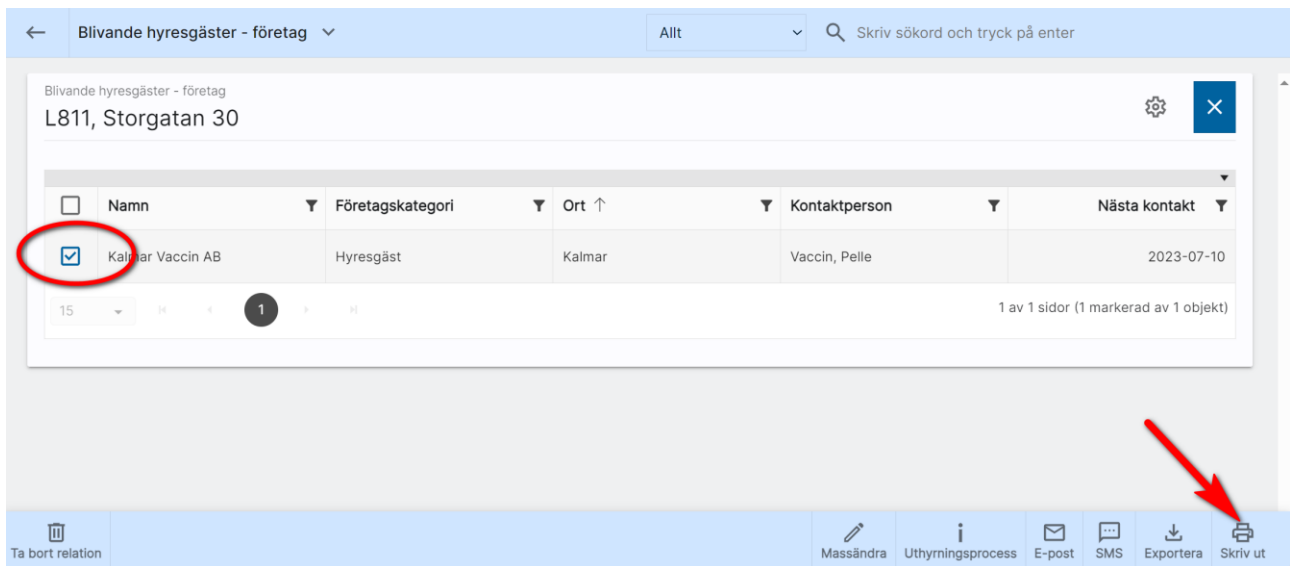 Blivande hyresgäster - företag
Allt
Skriv sökord och tryck på enter
Blivande hyresgäster - företag
L811, Storgatan 30
Namn Företagskategori Ort Kontaktperson Nästa kontakt
Kalmar Vaccin AB Hyresgäst Kalmar Vaccin, Pelle 2023-07-10
15 1 1 av 1 sidor (1 markerad av 1 objekt)
Ta bort relation Massändra Uthyrningsprocess E-post SMS Exportera Skriv ut